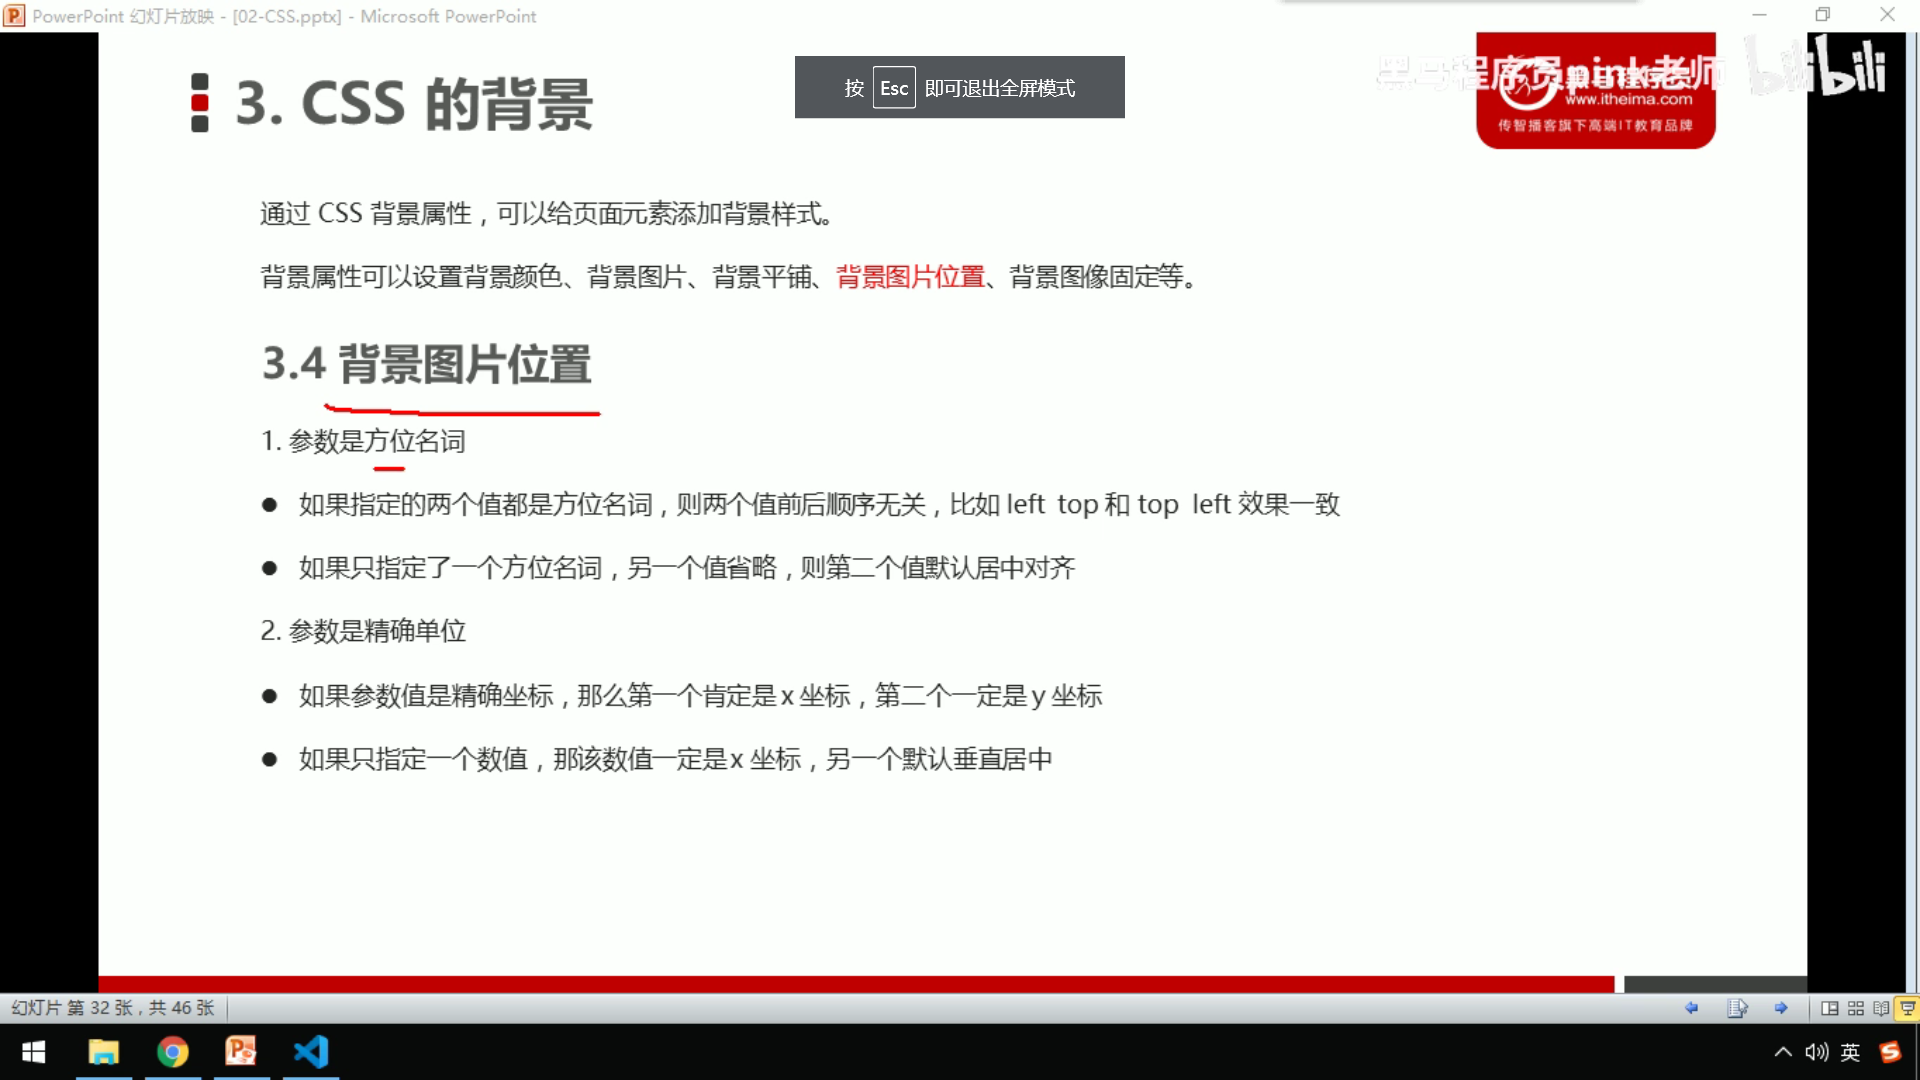 PowerPoint 幻灯片放映 - [02-CSS.pptx] - Microsoft PowerPoint
3. CSS 的背景
按 Esc 即可退出全屏模式
黑马程序员pink老师
bilibili
www.itheima.com
传智播客旗下高端IT教育品牌
通过 CSS 背景属性，可以给页面元素添加背景样式。
背景属性可以设置背景颜色、背景图片、背景平铺、背景图片位置、背景图像固定等。
3.4 背景图片位置
1. 参数是方位名词
● 如果指定的两个值都是方位名词，则两个值前后顺序无关，比如 left top 和 top left 效果一致
● 如果只指定了一个方位名词，另一个值省略，则第二个值默认居中对齐
2. 参数是精确单位
● 如果参数值是精确坐标，那么第一个肯定是 x 坐标，第二个一定是 y 坐标
● 如果只指定一个数值，那该数值一定是 x 坐标，另一个默认垂直居中
幻灯片 第 32 张，共 46 张
英